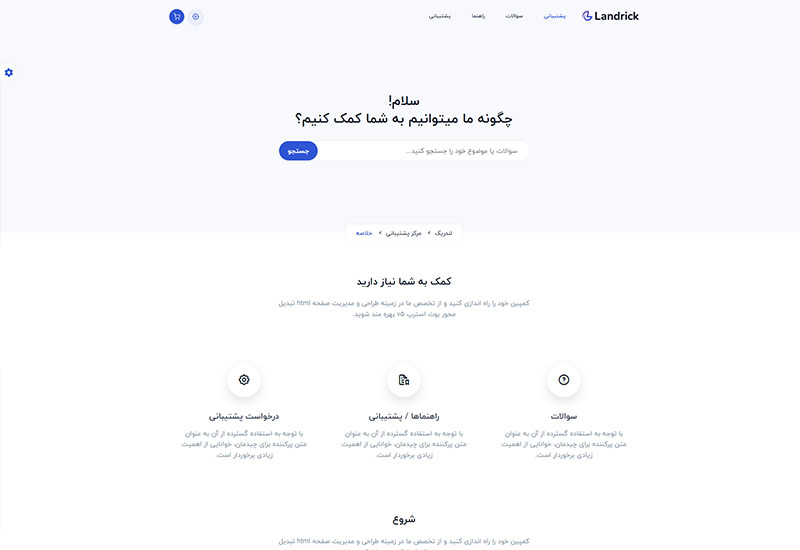 Landrick
پشتیبانی
سوالات
راهنما
پشتیبانی
سلام!
چگونه ما میتوانیم به شما کمک کنیم؟
سوالات یا موضوع خود را جستجو کنید...
جستجو
لندریک
مرکز پشتیبانی
خلاصه
کمک به شما نیاز دارید
کمپین خود را راه اندازی کنید و از تخصص ما در زمینه طراحی و مدیریت صفحه html تبدیل
محور بوت استرپ v5 بهره مند شوید.
سوالات
با توجه به استفاده گسترده از آن به عنوان
متن پرکننده برای چیدمان، خوانایی از اهمیت
زیادی برخوردار است.
راهنماها / پشتیبانی
با توجه به استفاده گسترده از آن به عنوان
متن پرکننده برای چیدمان، خوانایی از اهمیت
زیادی برخوردار است.
درخواست پشتیبانی
با توجه به استفاده گسترده از آن به عنوان
متن پرکننده برای چیدمان، خوانایی از اهمیت
زیادی برخوردار است.
شروع
کمپین خود را راه اندازی کنید و از تخصص ما در زمینه طراحی و مدیریت صفحه html تبدیل